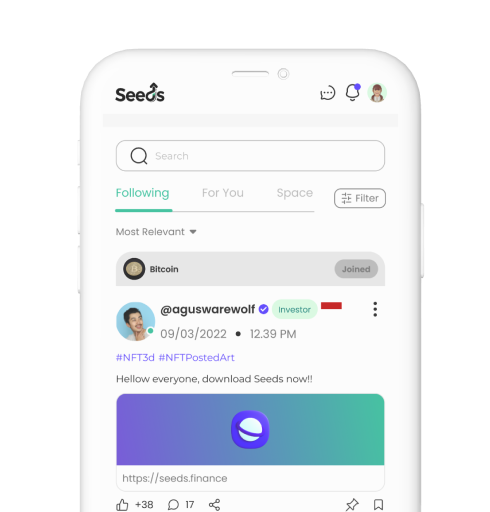 Seeds
Search
Following For You Space Filter
Most Relevant
Bitcoin Joined
@aguswarewolf Investor
09/03/2022 • 12.39 PM
#NFT3d #NFTPostedArt
Hellow everyone, download Seeds now!!
https://seeds.finance
+38 17